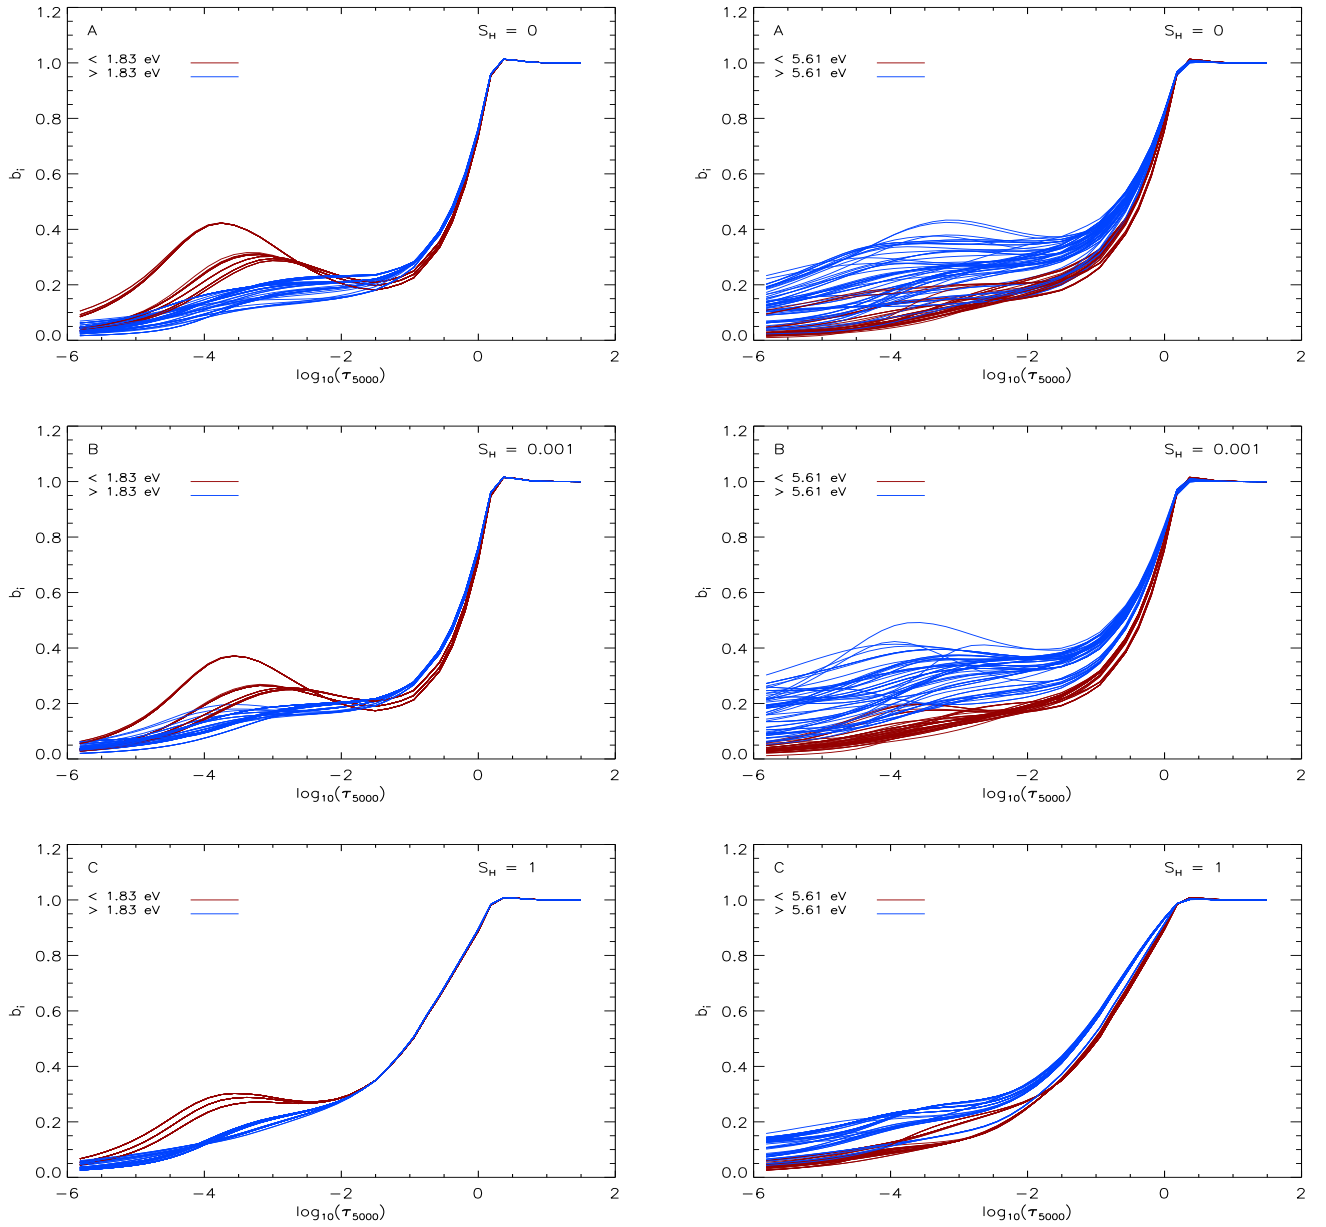 1.2 A S_H = 0
< 1.83 eV
> 1.83 eV
1.0
0.8
b_i
0.6
0.4
0.2
0.0
−6 −4 −2 0 2
log₁₀(τ₅₀₀₀)
1.2 A S_H = 0
< 5.61 eV
> 5.61 eV
1.0
0.8
b_i
0.6
0.4
0.2
0.0
−6 −4 −2 0 2
log₁₀(τ₅₀₀₀)
1.2 B S_H = 0.001
< 1.83 eV
> 1.83 eV
1.0
0.8
b_i
0.6
0.4
0.2
0.0
−6 −4 −2 0 2
log₁₀(τ₅₀₀₀)
1.2 B S_H = 0.001
< 5.61 eV
> 5.61 eV
1.0
0.8
b_i
0.6
0.4
0.2
0.0
−6 −4 −2 0 2
log₁₀(τ₅₀₀₀)
1.2 C S_H = 1
< 1.83 eV
> 1.83 eV
1.0
0.8
b_i
0.6
0.4
0.2
0.0
−6 −4 −2 0 2
log₁₀(τ₅₀₀₀)
1.2 C S_H = 1
< 5.61 eV
> 5.61 eV
1.0
0.8
b_i
0.6
0.4
0.2
0.0
−6 −4 −2 0 2
log₁₀(τ₅₀₀₀)